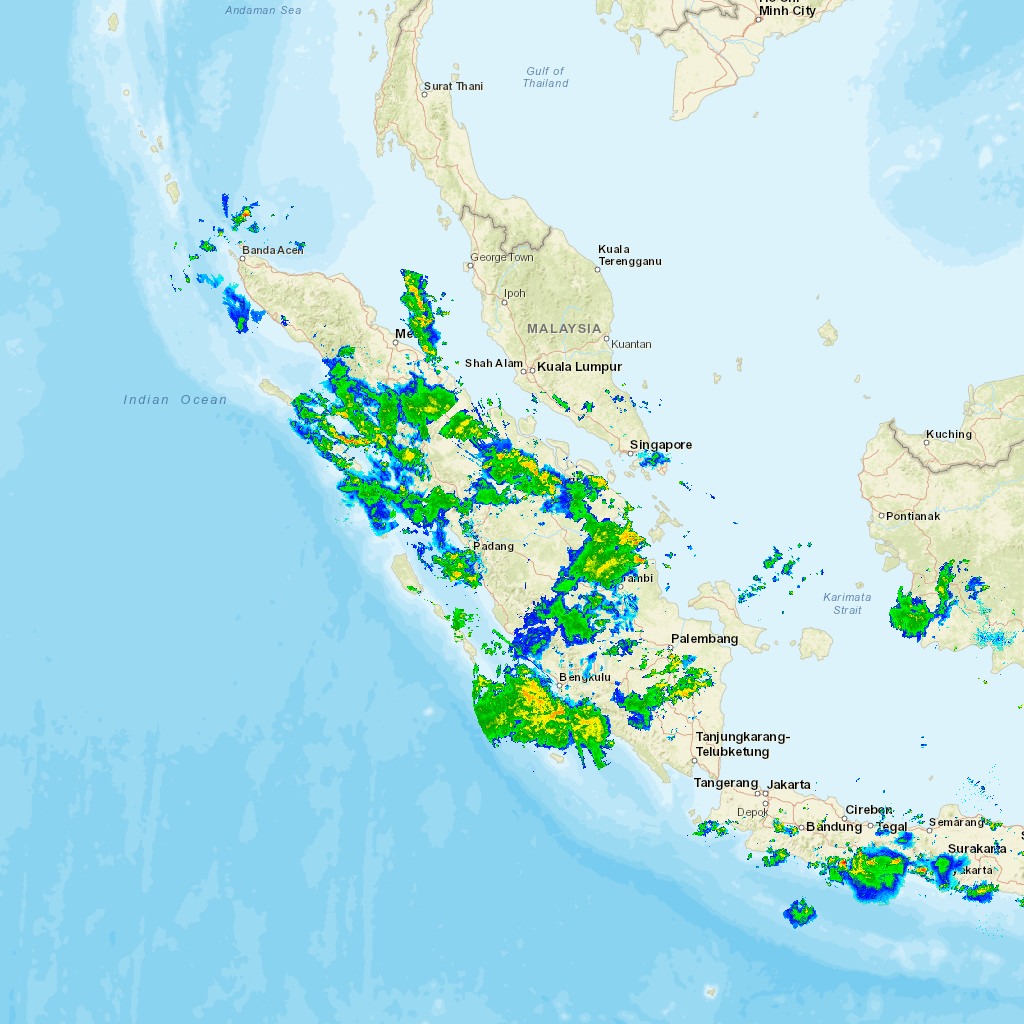 Andaman Sea
Minh City
Gulf of
Thailand
Surat Thani
Banda Aceh
George Town
Kuala
Terengganu
Ipoh
MALAYSIA
Kuantan
Shah Alam
Kuala Lumpur
Indian Ocean
Singapore
Kuching
Pontianak
Padang
Karimata
Strait
Palembang
Bengkulu
Tanjungkarang-
Telubketung
Tangerang
Jakarta
Depok
Cirebon
Bandung
Tegal
Semarang
Surakarta